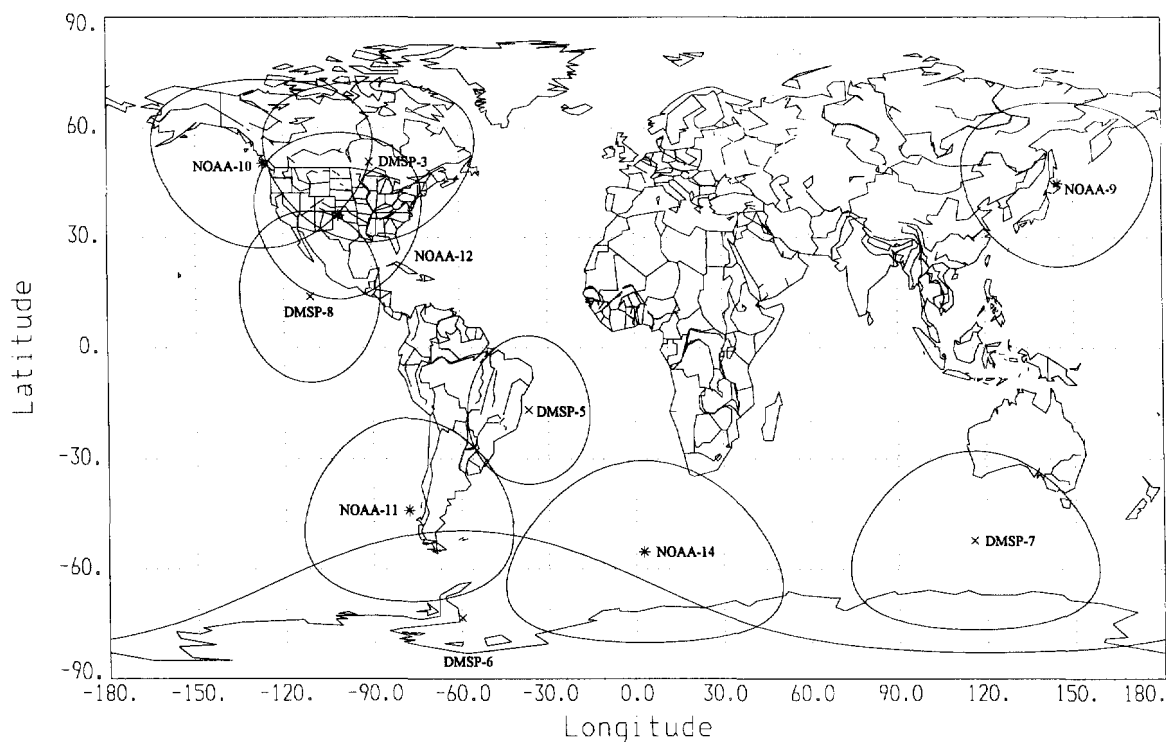 90.
60.
30.
0.
-30.
-60.
-90.
Latitude
NOAA-10
DMSP-3
NOAA-9
NOAA-12
DMSP-8
DMSP-5
NOAA-11
NOAA-14
DMSP-7
DMSP-6
-180. -150. -120. -90.0 -60.0 -30.0 0.0 30.0 60.0 90.0 120. 150. 180.
Longitude